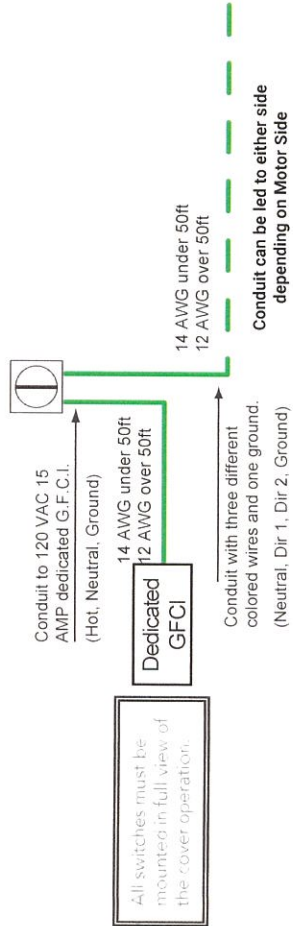 All switches must be
mounted in full view of
the cover operation.
Conduit to 120 VAC 15
AMP dedicated G.F.C.I.
(Hot, Neutral, Ground)
14 AWG under 50ft
12 AWG over 50ft
Dedicated
GFCI
14 AWG under 50ft
12 AWG over 50ft
Conduit with three different
colored wires and one ground.
(Neutral, Dir 1, Dir 2, Ground)
Conduit can be led to either side
depending on Motor Side